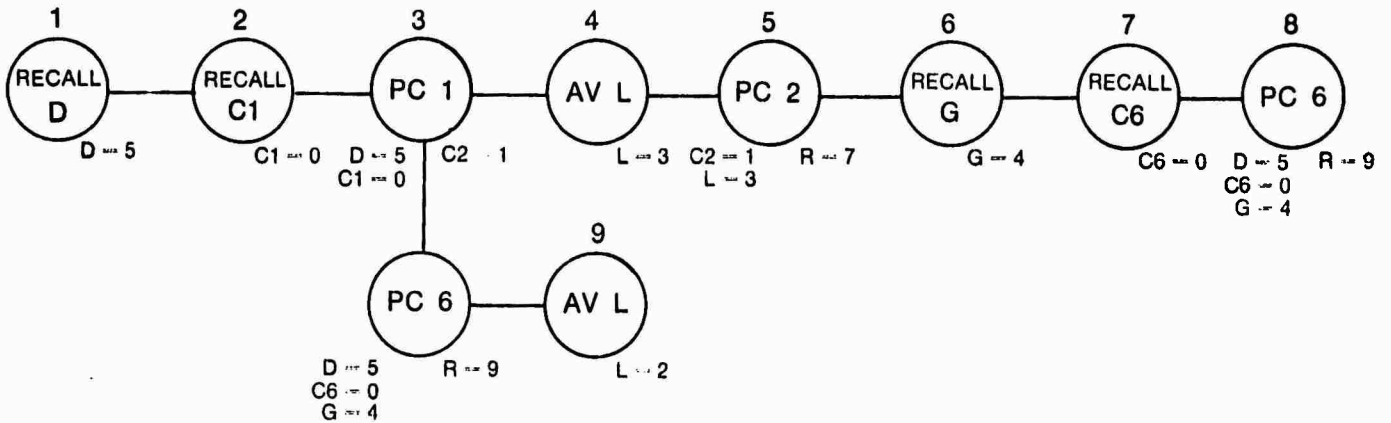 1 2 3 4 5 6 7 8
RECALL D
RECALL C1
PC 1
AV L
PC 2
RECALL G
RECALL C6
PC 6
D = 5
C1 = 0
D = 5
C1 = 0
C2 = 1
L = 3
C2 = 1
L = 3
R = 7
G = 4
C6 = 0
D = 5
C6 = 0
G = 4
R = 9
9
PC 6
AV L
D = 5
C6 = 0
G = 4
R = 9
L = 2